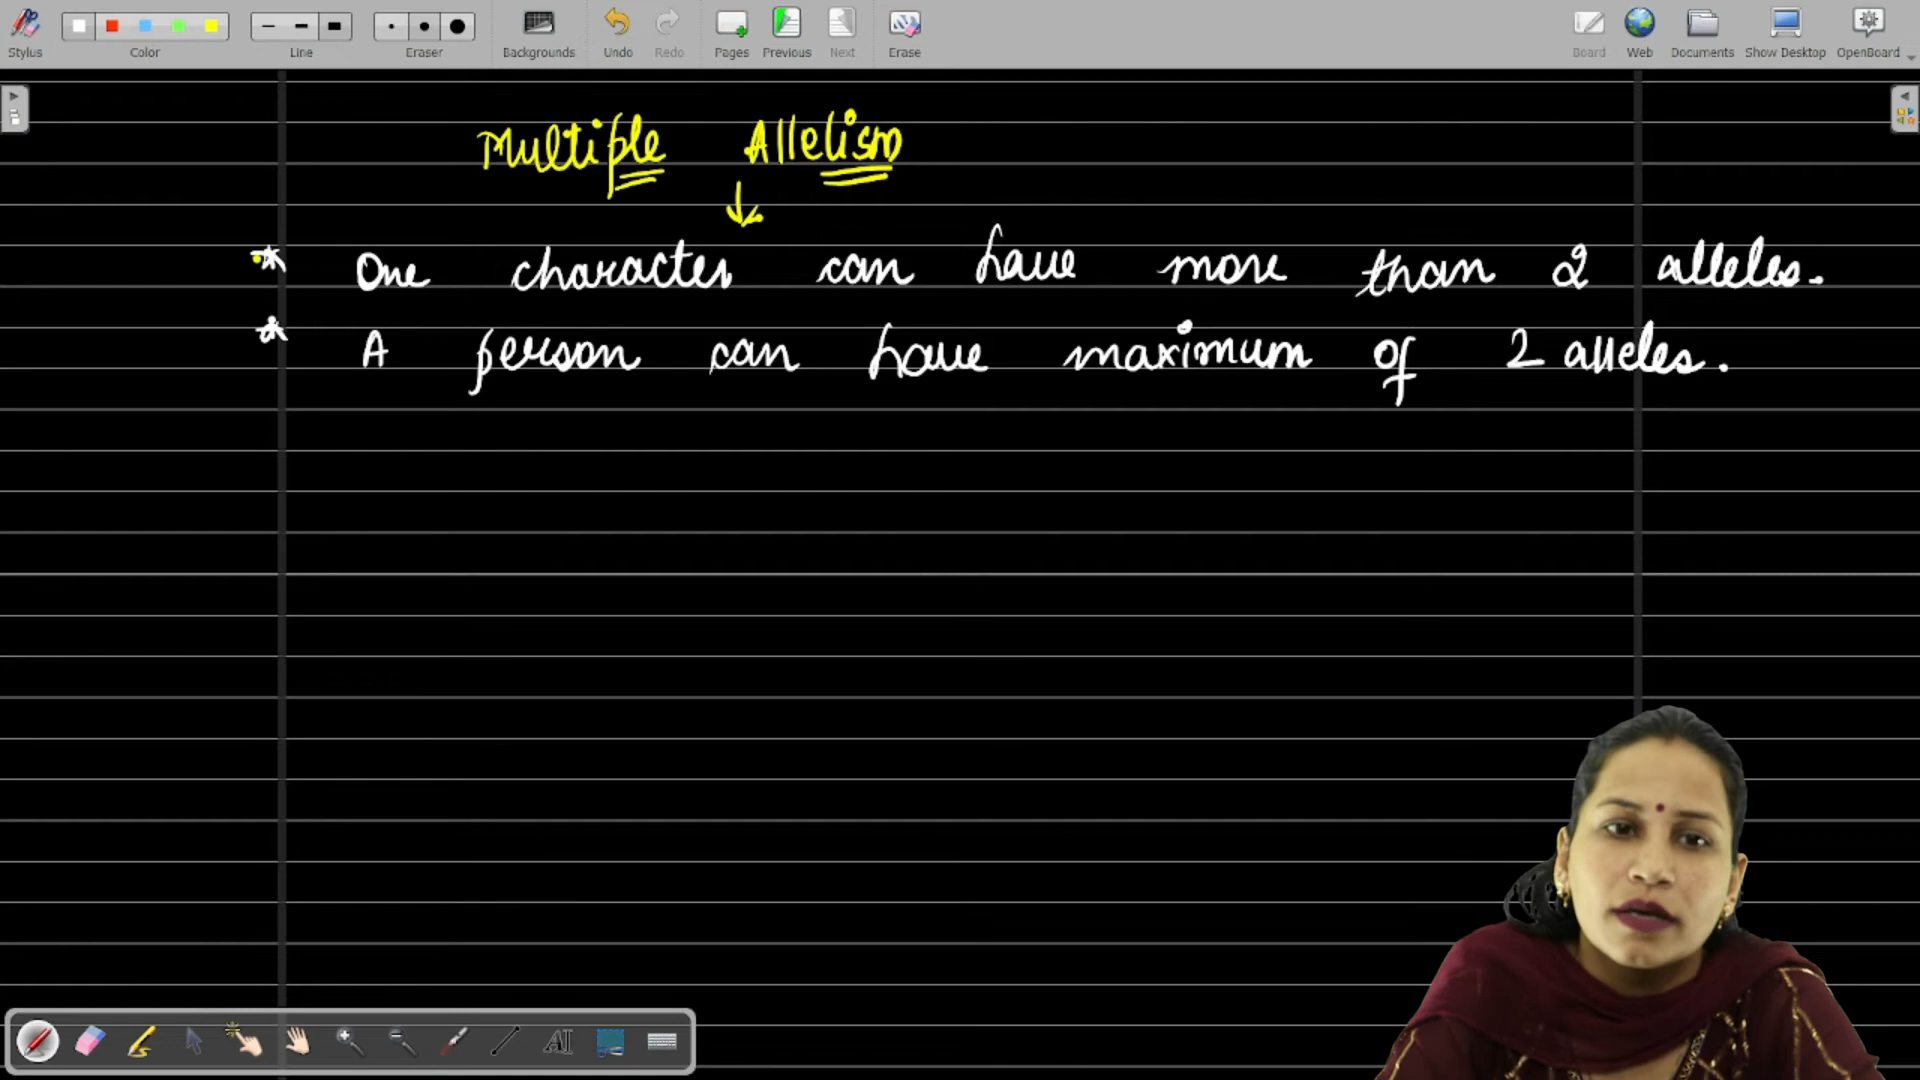 Stylus Color Line Eraser Backgrounds Undo Redo Pages Previous Next Erase Board Web Documents Show Desktop OpenBoard
Multiple Allelism
* One character can have more than 2 alleles.
* A person can have maximum of 2 alleles.
AI